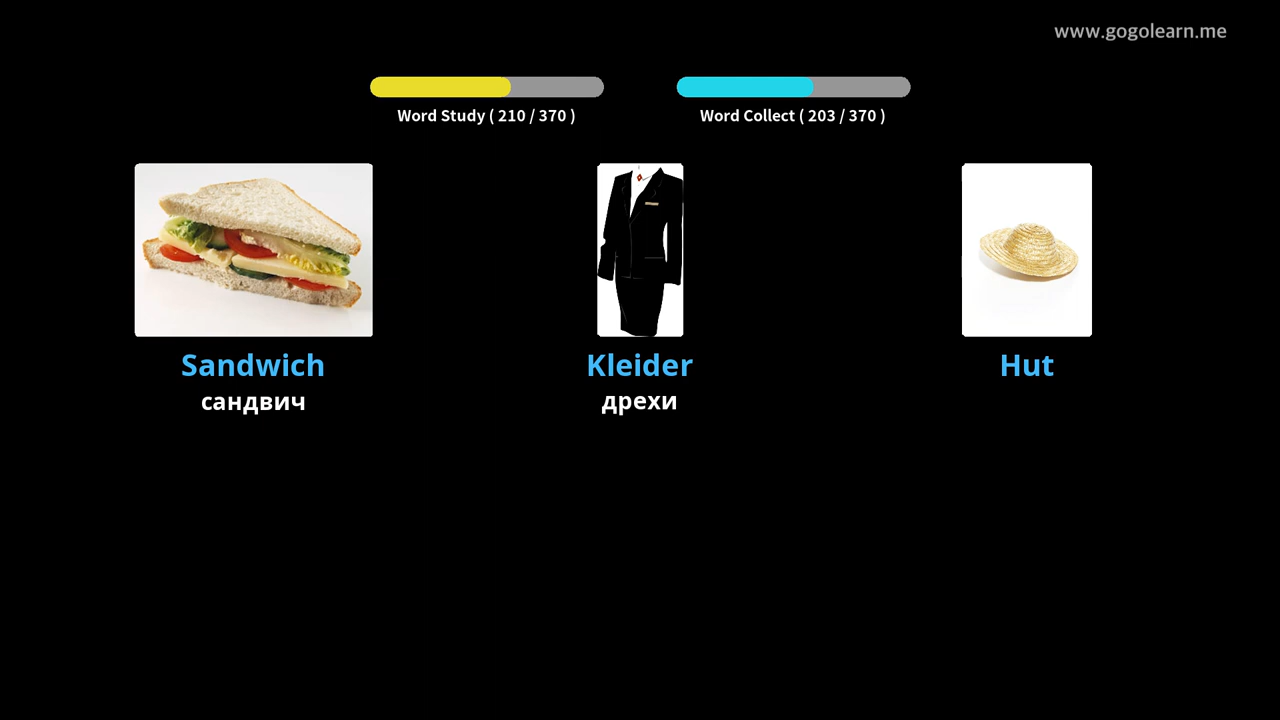 www.gogolearn.me
Word Study ( 210 / 370 )
Word Collect ( 203 / 370 )
Sandwich
сандвич
Kleider
дрехи
Hut